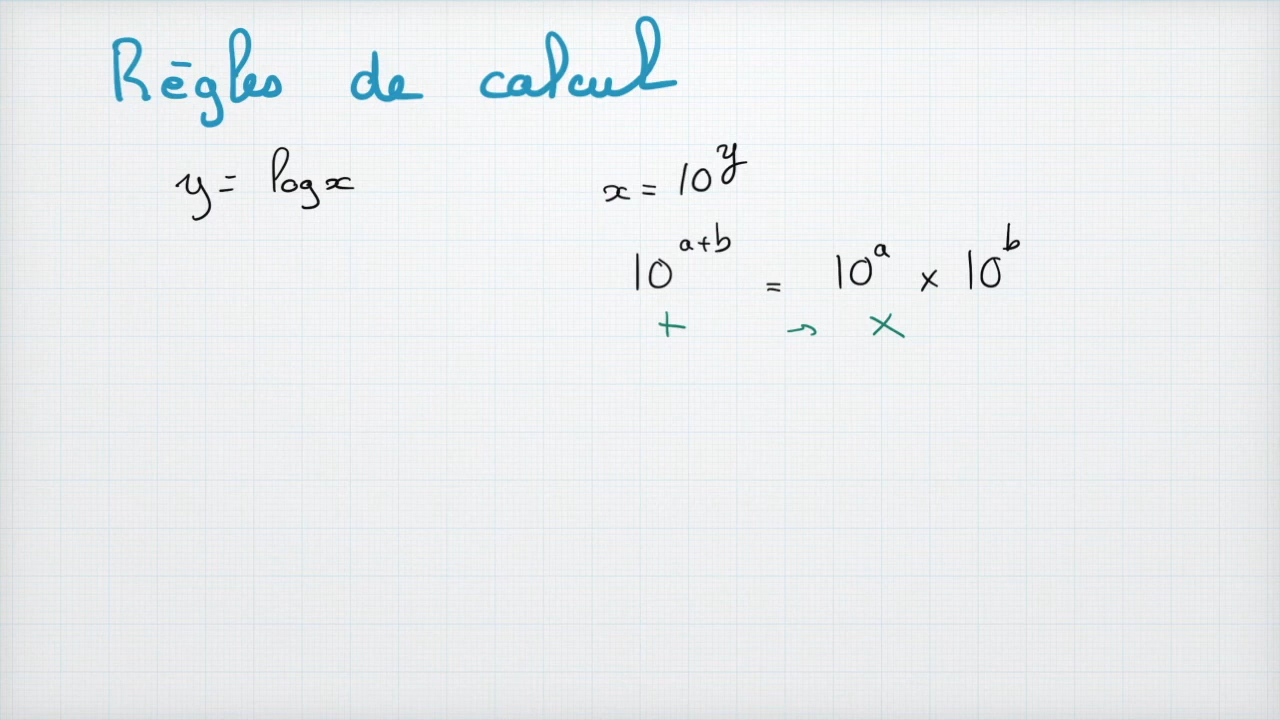 Règles de calcul
y = log x x = 10^y
10^{a+b} = 10^a × 10^b
+ → ×